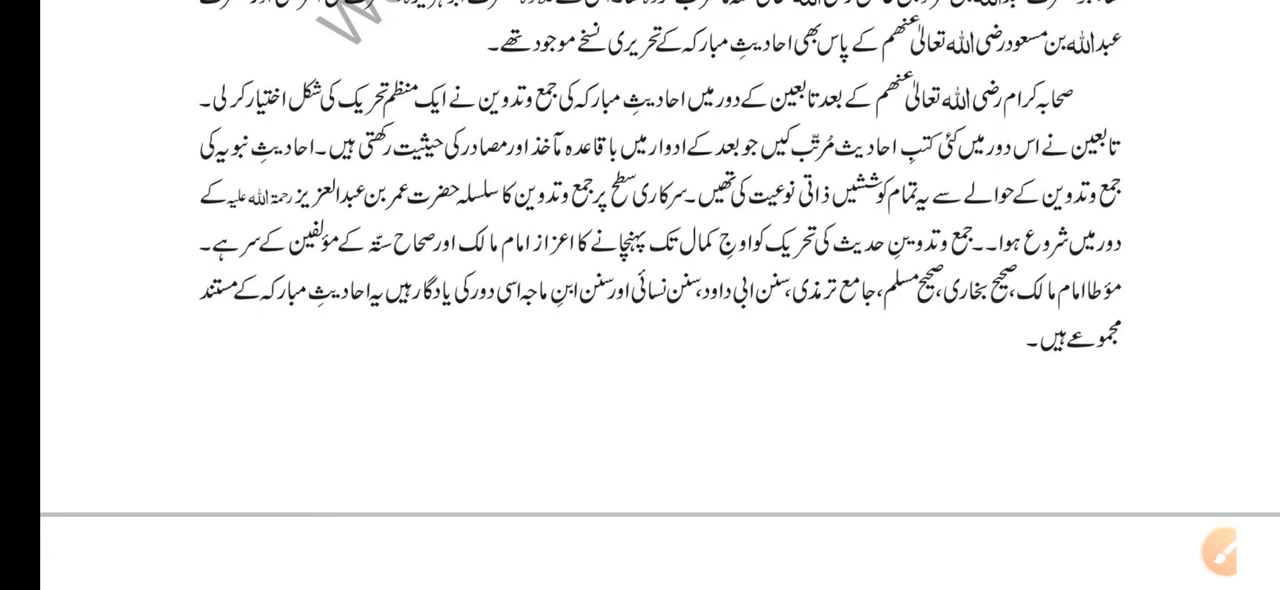 عبداللہ بن مسعود رضی اللہ تعالیٰ عنھم کے پاس بھی احادیثِ مبارکہ کے تحریری نسخے موجود تھے۔
صحابہ کرام رضی اللہ تعالیٰ عنھم کے بعد تابعین کے دور میں احادیثِ مبارکہ کی جمع و تدوین نے ایک منظم تحریک کی شکل اختیار کر لی۔
تابعین نے اس دور میں کئی کتبِ احادیث مُرتّب کیں جو بعد کے ادوار میں باقاعدہ مآخذ اور مصادر کی حیثیت رکھتی ہیں۔ احادیثِ نبویہ کی
جمع و تدوین کے حوالے سے یہ تمام کوششیں ذاتی نوعیت کی تھیں۔ سرکاری سطح پر جمع و تدوین کا سلسلہ حضرت عمر بن عبدالعزیز رحمۃ اللہ علیہ کے
دور میں شروع ہوا۔۔ جمع و تدوینِ حدیث کی تحریک کو اوجِ کمال تک پہنچانے کا اعزاز امام مالک اور صحاح ستّہ کے مؤلفین کے سر ہے۔
مؤطا امام مالک، صحیح بخاری، صحیح مسلم، جامع ترمذی، سنن ابی داود، سنن نسائی اور سنن ابنِ ماجہ اسی دور کی یادگار ہیں یہ احادیثِ مبارکہ کے مستند
مجموعے ہیں۔